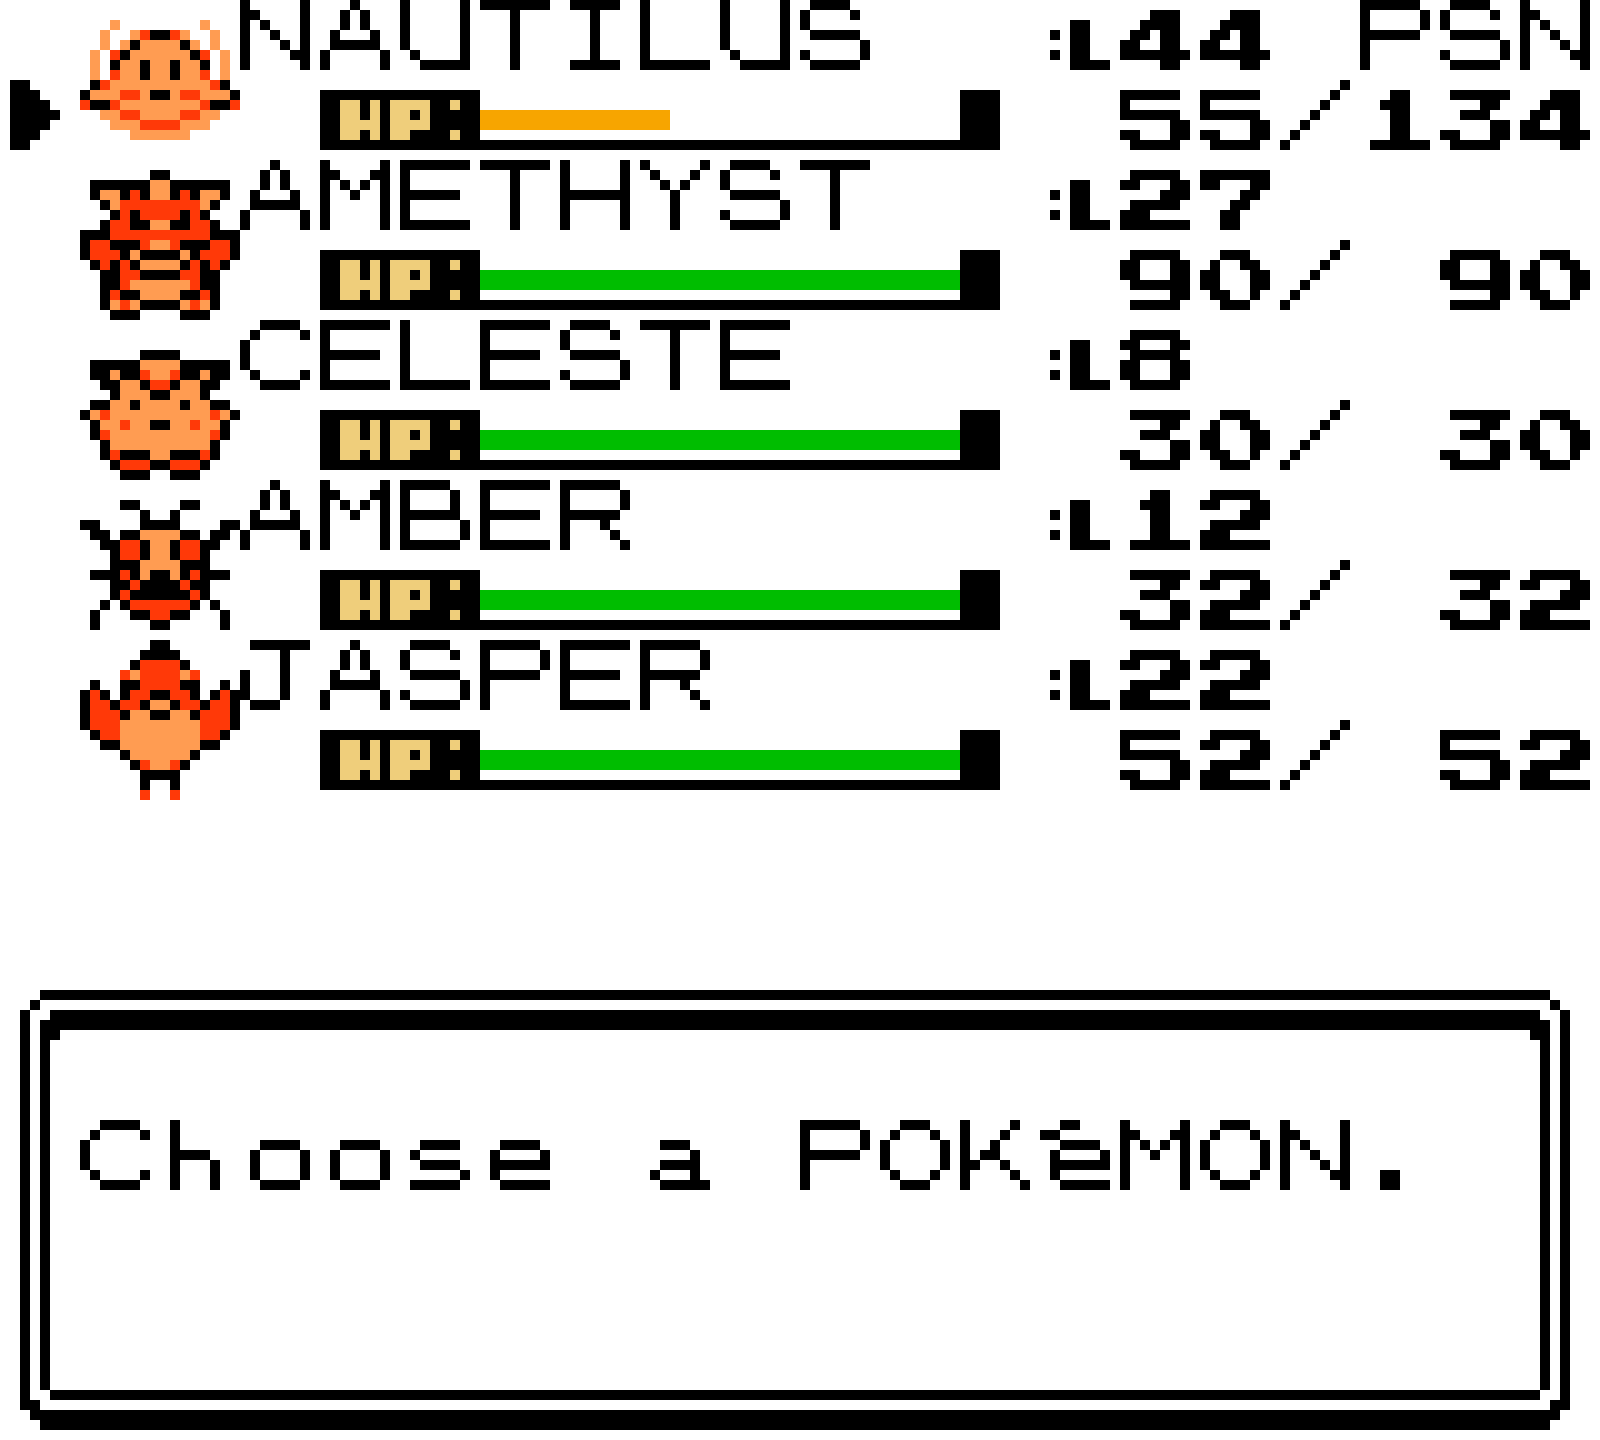 NAUTILUS :L44 PSN
HP: 55/134
AMETHYST :L27
HP: 90/ 90
CELESTE :L8
HP: 30/ 30
AMBER :L12
HP: 32/ 32
JASPER :L22
HP: 52/ 52
Choose a POKéMON.